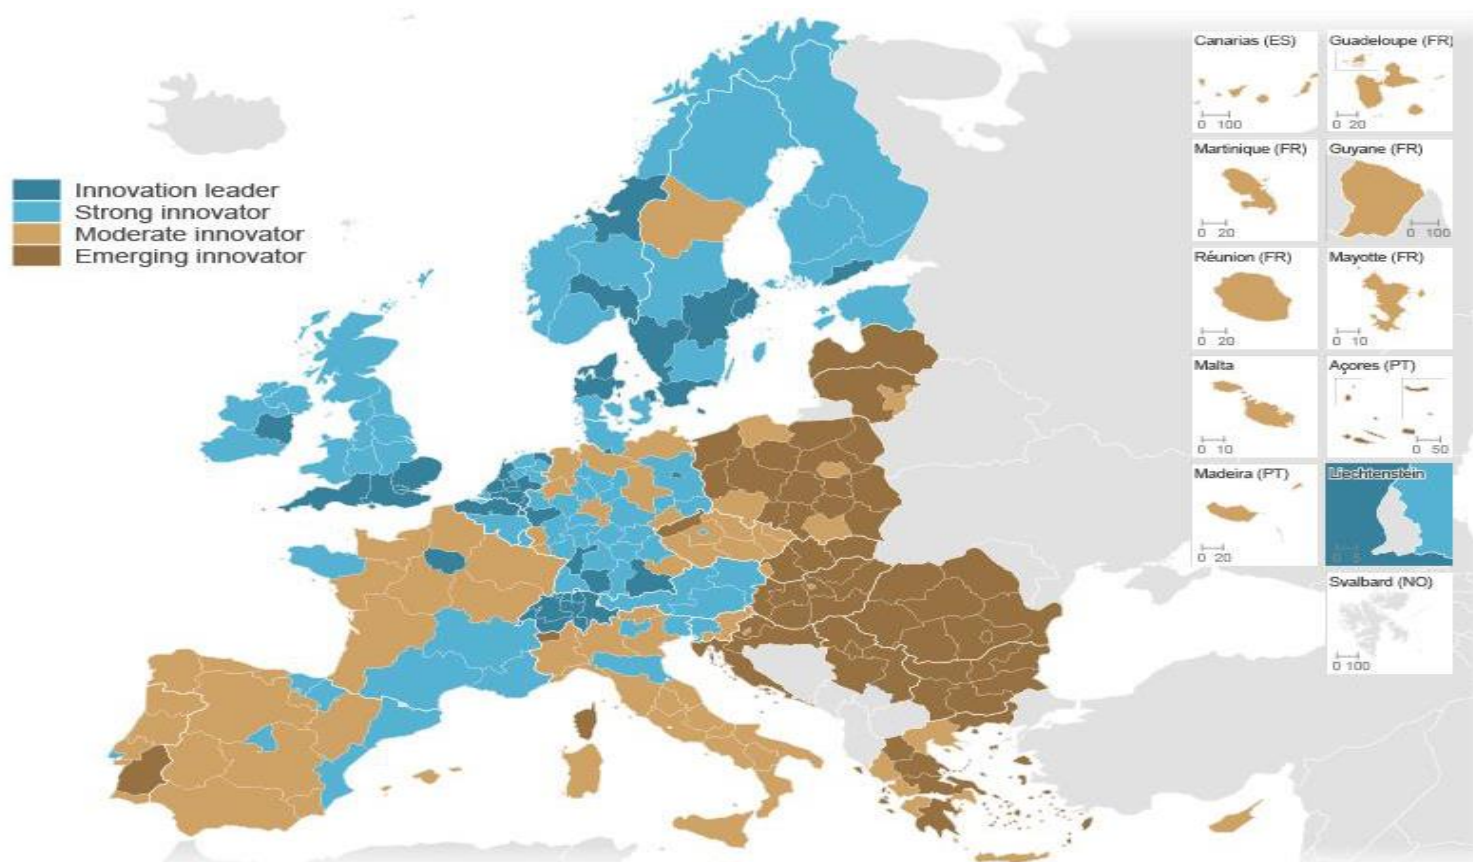 Innovation leader
Strong innovator
Moderate innovator
Emerging innovator
Canarias (ES)
0 100
Guadeloupe (FR)
0 20
Martinique (FR)
0 20
Guyane (FR)
0 100
Réunion (FR)
0 20
Mayotte (FR)
0 10
Malta
0 10
Açores (PT)
0 50
Madeira (PT)
0 20
Liechtenstein
Svalbard (NO)
0 100